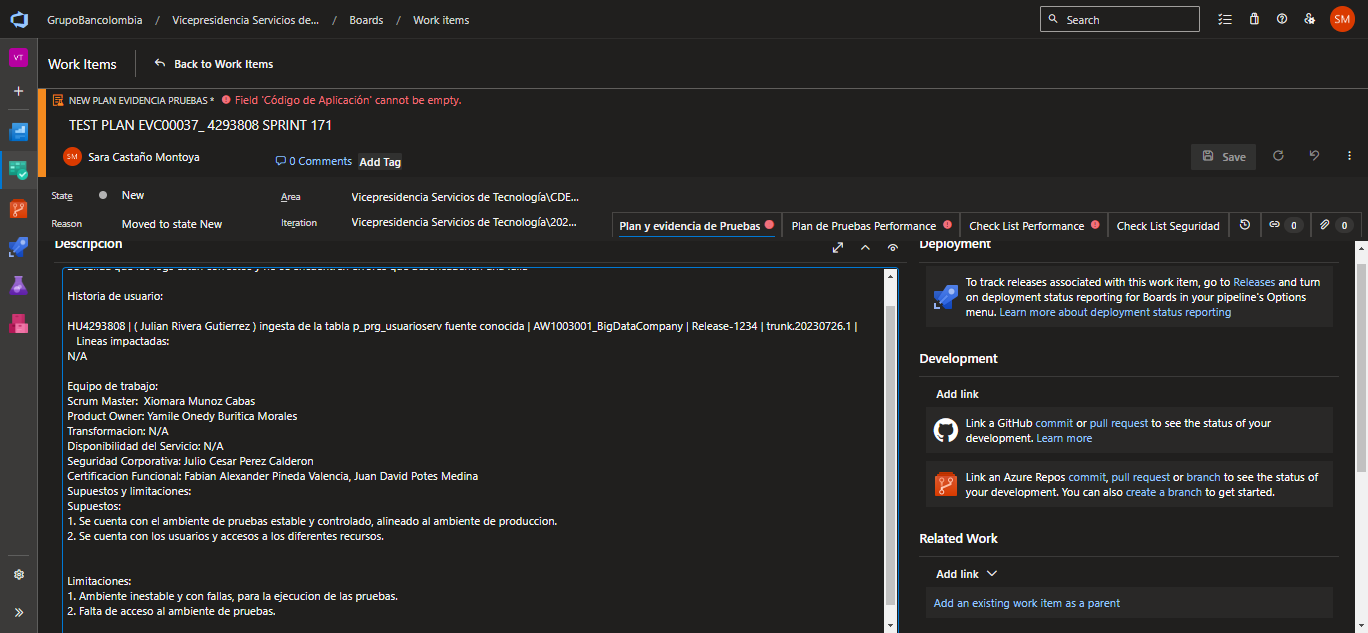 GrupoBancolombia / Vicepresidencia Servicios de... / Boards / Work items
Search
SM
VT
Work Items
Back to Work Items
NEW PLAN EVIDENCIA PRUEBAS * Field 'Código de Aplicación' cannot be empty.
TEST PLAN EVC00037_ 4293808 SPRINT 171
SM Sara Castaño Montoya
0 Comments
Add Tag
Save
State
New
Area
Vicepresidencia Servicios de Tecnología\CDE...
Reason
Moved to state New
Iteration
Vicepresidencia Servicios de Tecnología\202...
Plan y evidencia de Pruebas
Plan de Pruebas Performance
Check List Performance
Check List Seguridad
0
0
Descripción
Historia de usuario:
HU4293808 | ( Julian Rivera Gutierrez ) ingesta de la tabla p_prg_usuarioserv fuente conocida | AW1003001_BigDataCompany | Release-1234 | trunk.20230726.1 |
Lineas impactadas:
N/A
Equipo de trabajo:
Scrum Master: Xiomara Munoz Cabas
Product Owner: Yamile Onedy Buritica Morales
Transformacion: N/A
Disponibilidad del Servicio: N/A
Seguridad Corporativa: Julio Cesar Perez Calderon
Certificacion Funcional: Fabian Alexander Pineda Valencia, Juan David Potes Medina
Supuestos y limitaciones:
Supuestos:
1. Se cuenta con el ambiente de pruebas estable y controlado, alineado al ambiente de produccion.
2. Se cuenta con los usuarios y accesos a los diferentes recursos.
Limitaciones:
1. Ambiente inestable y con fallas, para la ejecucion de las pruebas.
2. Falta de acceso al ambiente de pruebas.
Deployment
To track releases associated with this work item, go to Releases and turn
on deployment status reporting for Boards in your pipeline's Options
menu. Learn more about deployment status reporting
Development
Add link
Link a GitHub commit or pull request to see the status of your
development. Learn more
Link an Azure Repos commit, pull request or branch to see the status of
your development. You can also create a branch to get started.
Related Work
Add link
Add an existing work item as a parent